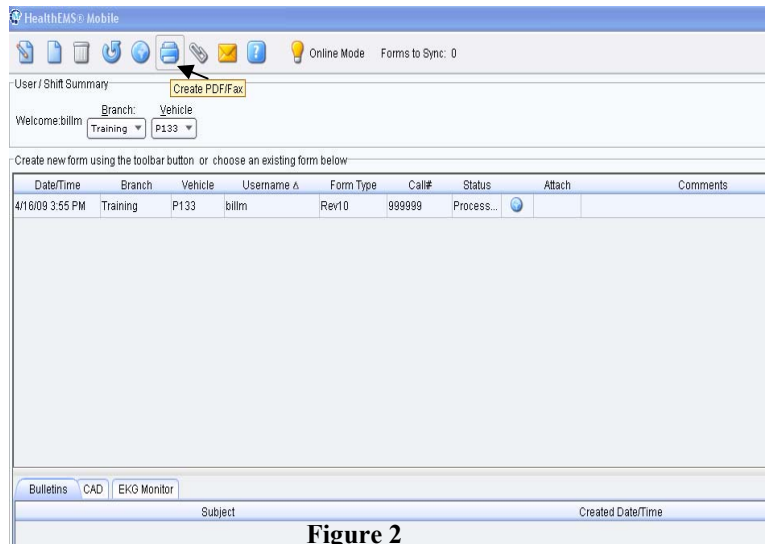 HealthEMS® Mobile
Online Mode Forms to Sync: 0
User / Shift Summary
Create PDF/Fax
Branch: Vehicle
Welcome:billm Training P133
Create new form using the toolbar button or choose an existing form below
Date/Time Branch Vehicle Username Form Type Call# Status Attach Comments
4/16/09 3:55 PM Training P133 billm Rev10 999999 Process...
Bulletins CAD EKG Monitor
Subject Created Date/Time
Figure 2